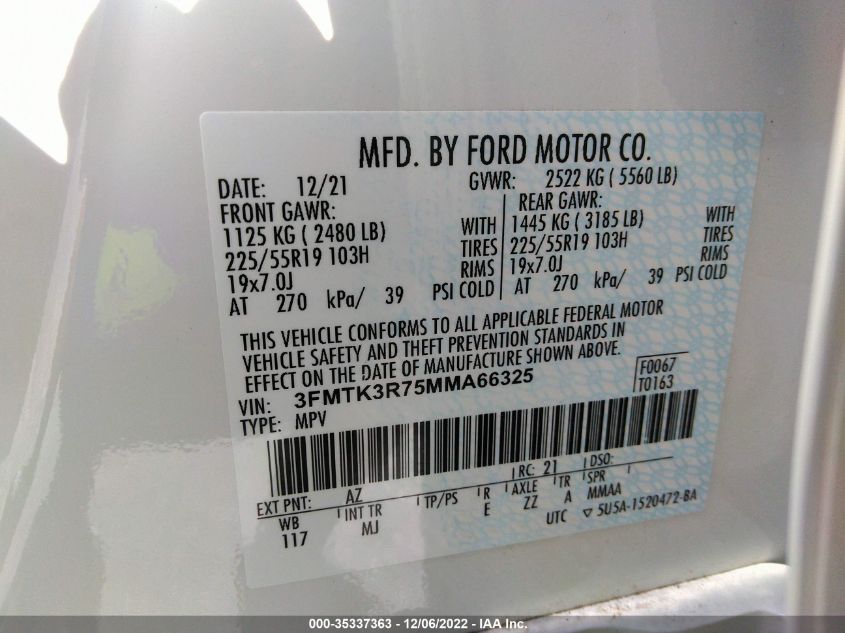 MFD. BY FORD MOTOR CO.
DATE: 12/21 GVWR: 2522 KG ( 5560 LB)
FRONT GAWR: REAR GAWR:
1125 KG ( 2480 LB) WITH 1445 KG ( 3185 LB) WITH
225/55R19 103H TIRES 225/55R19 103H TIRES
19x7.0J RIMS 19x7.0J RIMS
AT 270 kPa/ 39 PSI COLD AT 270 kPa/ 39 PSI COLD
THIS VEHICLE CONFORMS TO ALL APPLICABLE FEDERAL MOTOR
VEHICLE SAFETY AND THEFT PREVENTION STANDARDS IN
EFFECT ON THE DATE OF MANUFACTURE SHOWN ABOVE.
VIN: 3FMTK3R75MMA66325 F0067
TYPE: MPV T0163
EXT PNT: AZ RC: 21 DSO:
WB INT TR TP/PS R AXLE TR SPR
117 MJ E ZZ A MMAA
UTC ▽ 5U5A-1520472-BA
000-35337363 - 12/06/2022 - IAA Inc.